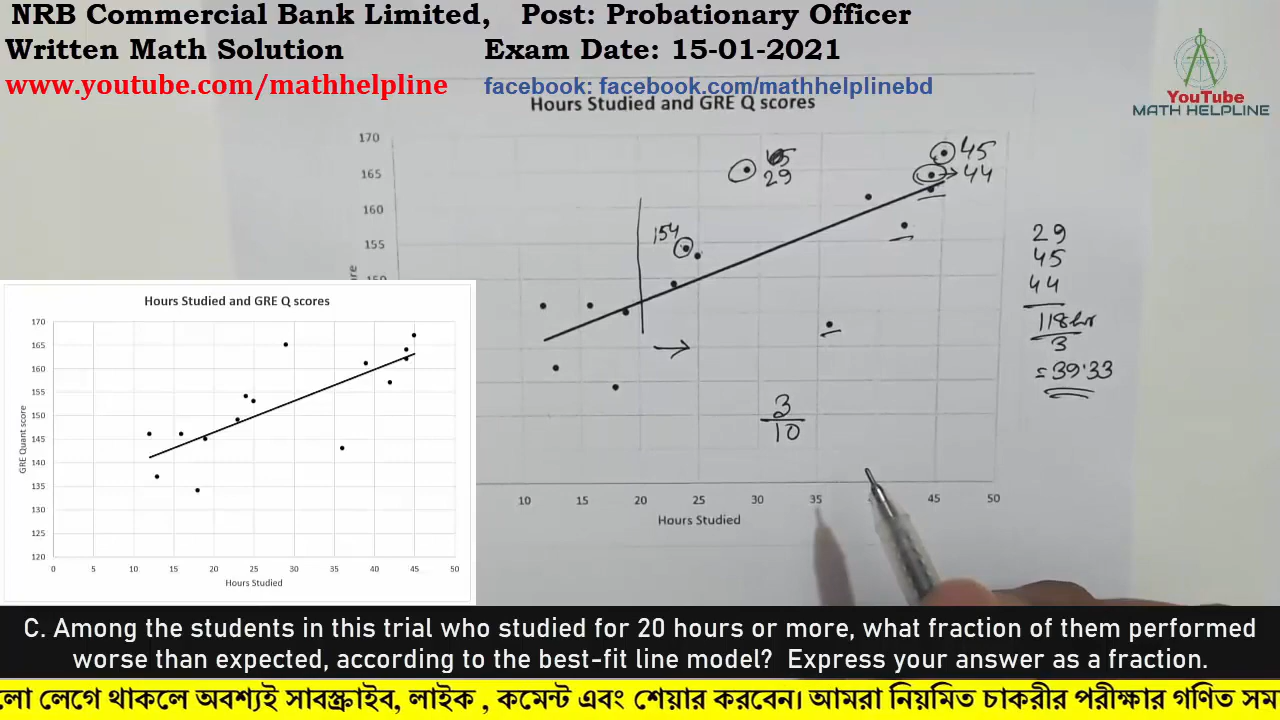 NRB Commercial Bank Limited, Post: Probationary Officer
Written Math Solution Exam Date: 15-01-2021
www.youtube.com/mathhelpline facebook: facebook.com/mathhelplinebd
YouTube
MATH HELPLINE
Hours Studied and GRE Q scores
170
165
160
155
150
29
154
45
44
29
45
44
118hr
3
=39.33
3
10
10 15 20 25 30 35 45 50
Hours Studied
Hours Studied and GRE Q scores
GRE Quant score
170
165
160
155
150
145
140
135
130
125
120
0 5 10 15 20 25 30 35 40 45 50
Hours Studied
C. Among the students in this trial who studied for 20 hours or more, what fraction of them performed
worse than expected, according to the best-fit line model? Express your answer as a fraction.
লো লেগে থাকলে অবশ্যই সাবস্ক্রাইব, লাইক , কমেন্ট এবং শেয়ার করবেন। আমরা নিয়মিত চাকরীর পরীক্ষার গণিত সম